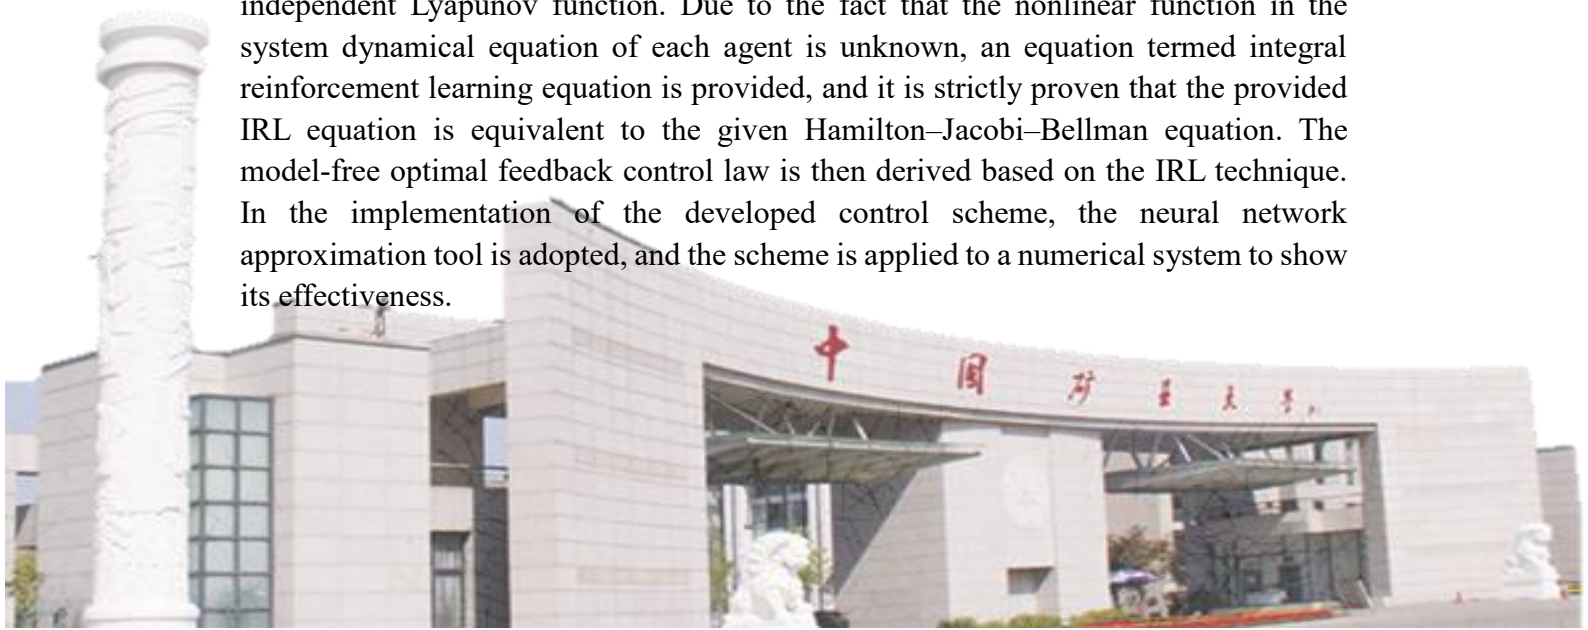 independent Lyapunov function. Due to the fact that the nonlinear function in the
system dynamical equation of each agent is unknown, an equation termed integral
reinforcement learning equation is provided, and it is strictly proven that the provided
IRL equation is equivalent to the given Hamilton–Jacobi–Bellman equation. The
model-free optimal feedback control law is then derived based on the IRL technique.
In the implementation of the developed control scheme, the neural network
approximation tool is adopted, and the scheme is applied to a numerical system to show
its effectiveness.
中国矿业大学